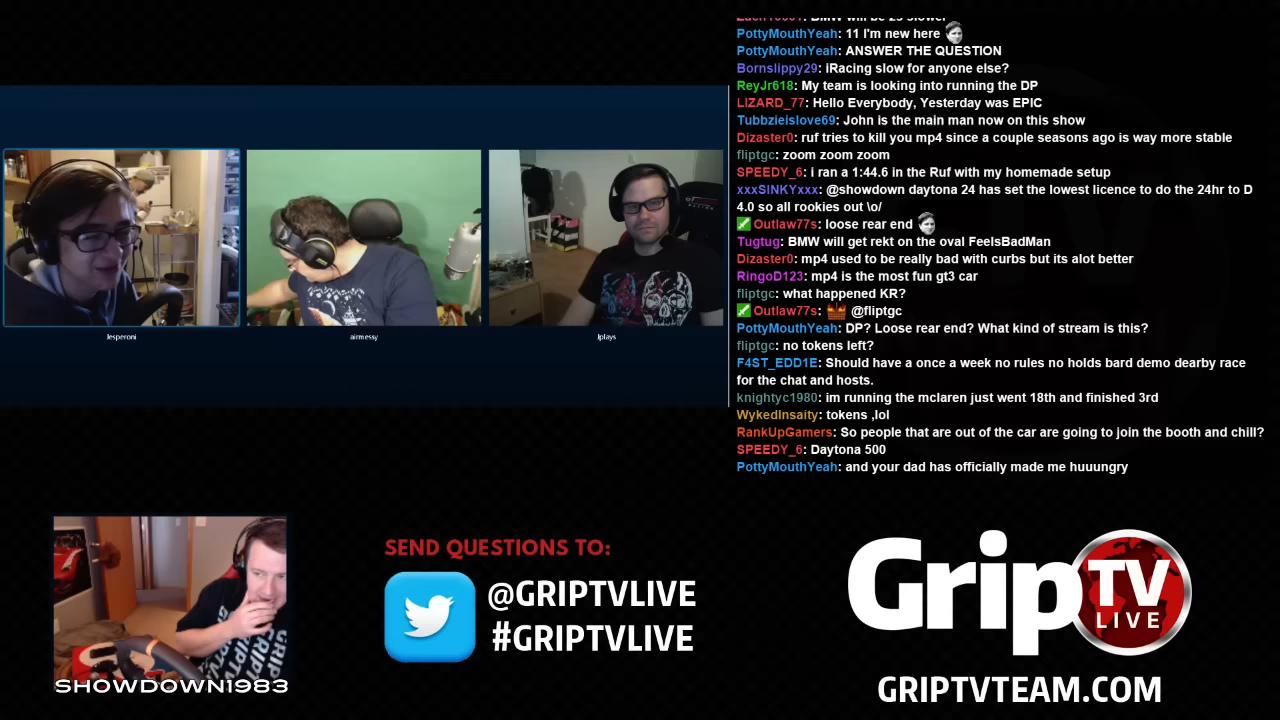 PottyMouthYeah: 11 I'm new here
PottyMouthYeah: ANSWER THE QUESTION
Bornslippy29: iRacing slow for anyone else?
ReyJr618: My team is looking into running the DP
LIZARD_77: Hello Everybody, Yesterday was EPIC
Tubbzieislove69: John is the main man now on this show
Dizaster0: ruf tries to kill you mp4 since a couple seasons ago is way more stable
fliptgc: zoom zoom zoom
SPEEDY_6: i ran a 1:44.6 in the Ruf with my homemade setup
xxxSINKYxxx: @showdown daytona 24 has set the lowest licence to do the 24hr to D
4.0 so all rookies out \o/
Outlaw77s: loose rear end
Tugtug: BMW will get rekt on the oval FeelsBadMan
Dizaster0: mp4 used to be really bad with curbs but its alot better
RingoD123: mp4 is the most fun gt3 car
fliptgc: what happened KR?
Outlaw77s: @fliptgc
PottyMouthYeah: DP? Loose rear end? What kind of stream is this?
fliptgc: no tokens left?
F4ST_EDD1E: Should have a once a week no rules no holds bard demo dearby race
for the chat and hosts.
knightyc1980: im running the mclaren just went 18th and finished 3rd
WykedInsaity: tokens ,lol
RankUpGamers: So people that are out of the car are going to join the booth and chill?
SPEEDY_6: Daytona 500
PottyMouthYeah: and your dad has officially made me huuungry
Jesperoni
airmessy
Jplays
SHOWDOWN1983
SEND QUESTIONS TO:
@GRIPTVLIVE
#GRIPTVLIVE
Grip TV
LIVE
GRIPTVTEAM.COM